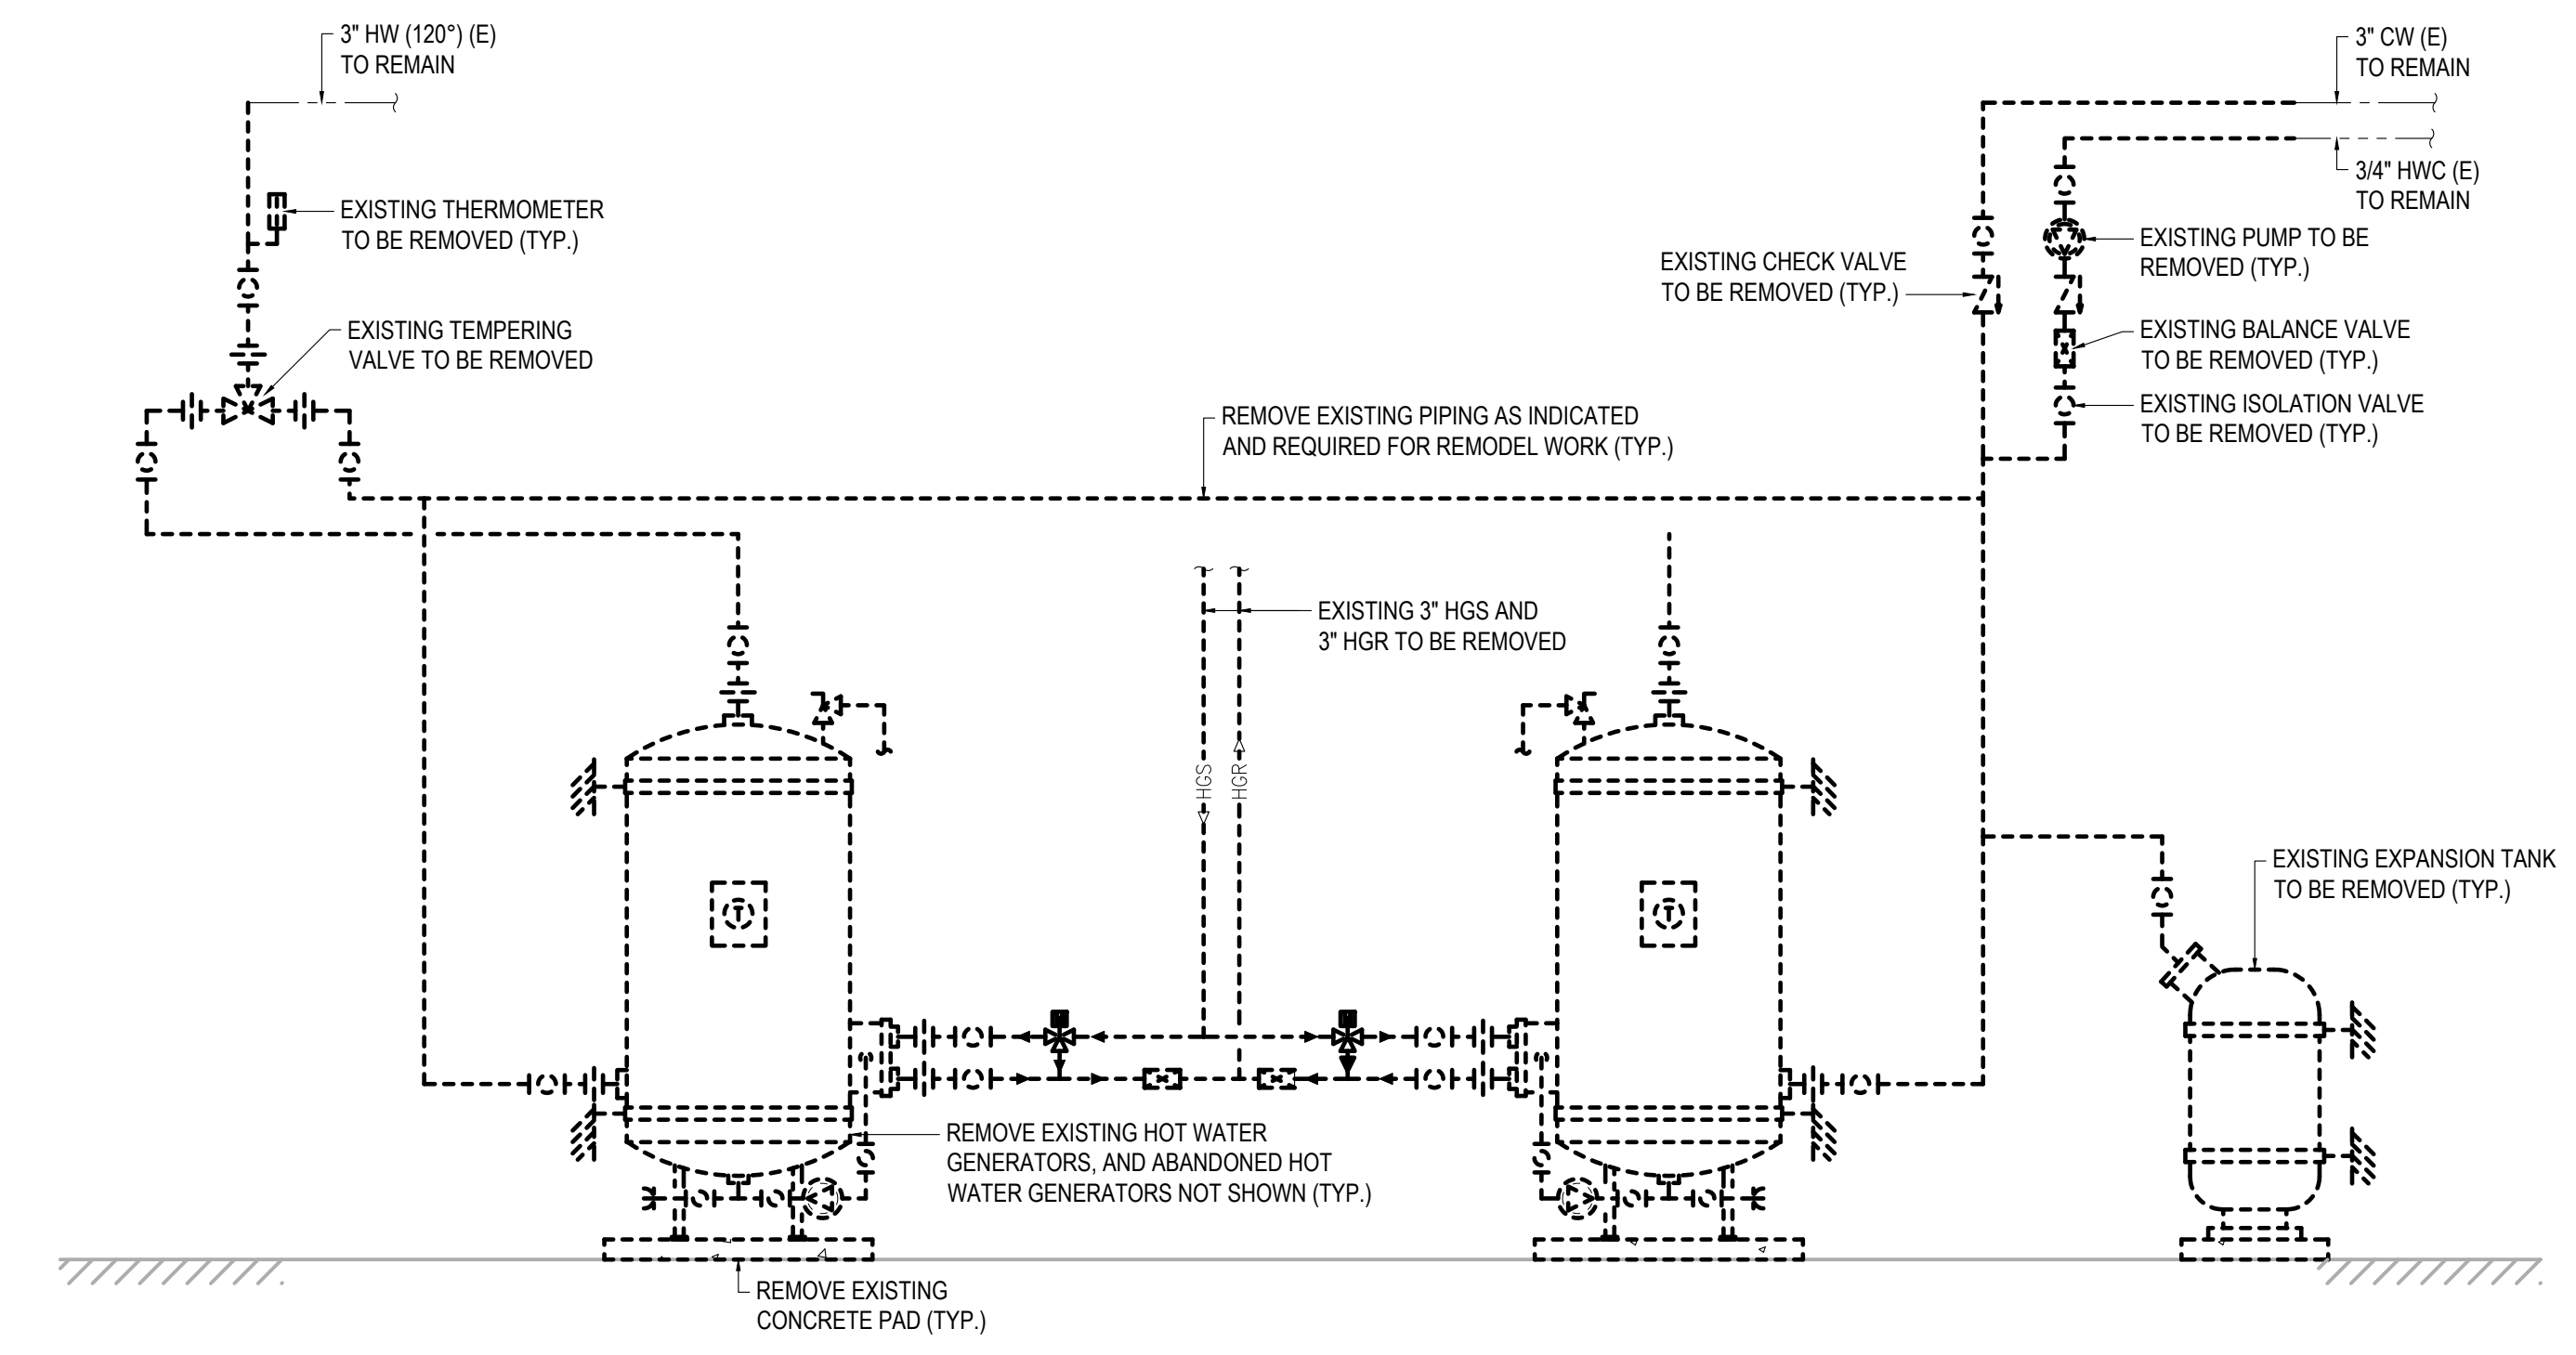 3" HW (120°) (E)
TO REMAIN
3" CW (E)
TO REMAIN
3/4" HWC (E)
TO REMAIN
EXISTING THERMOMETER
TO BE REMOVED (TYP.)
EXISTING PUMP TO BE
REMOVED (TYP.)
EXISTING CHECK VALVE
TO BE REMOVED (TYP.)
EXISTING TEMPERING
VALVE TO BE REMOVED
EXISTING BALANCE VALVE
TO BE REMOVED (TYP.)
EXISTING ISOLATION VALVE
TO BE REMOVED (TYP.)
REMOVE EXISTING PIPING AS INDICATED
AND REQUIRED FOR REMODEL WORK (TYP.)
EXISTING 3" HGS AND
3" HGR TO BE REMOVED
HGS
HGR
EXISTING EXPANSION TANK
TO BE REMOVED (TYP.)
T
T
REMOVE EXISTING HOT WATER
GENERATORS, AND ABANDONED HOT
WATER GENERATORS NOT SHOWN (TYP.)
REMOVE EXISTING
CONCRETE PAD (TYP.)